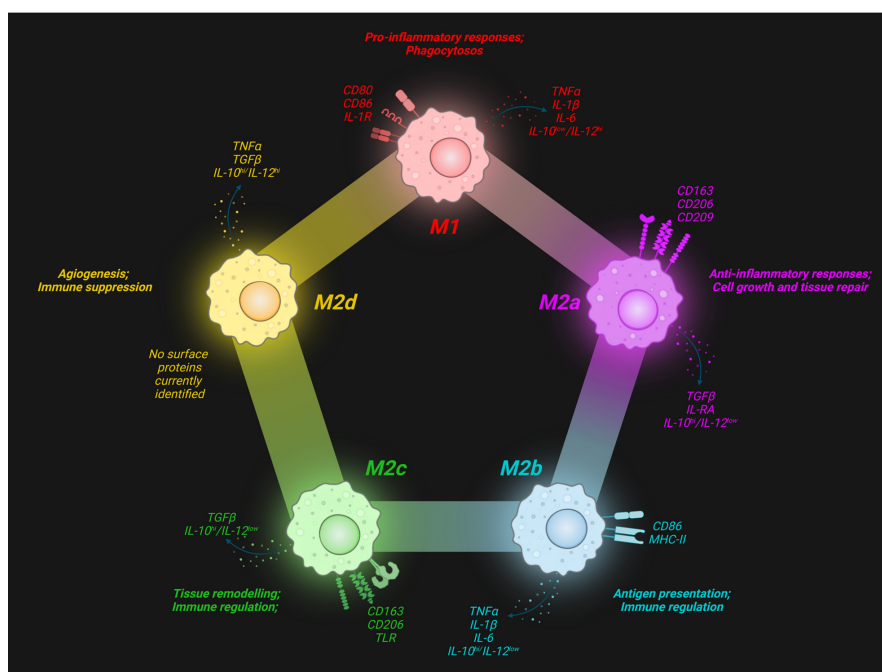 Pro-inflammatory responses;
Phagocytosos
CD80
CD86
IL-1R
TNFα
IL-1β
IL-6
IL-10low/IL-12hi
M1
TNFα
TGFβ
IL-10hi/IL-12hi
Agiogenesis;
Immune suppression
M2d
No surface
proteins
currently
identified
CD163
CD206
CD209
M2a
Anti-inflammatory responses;
Cell growth and tissue repair
TGFβ
IL-RA
IL-10hi/IL-12low
M2c
TGFβ
IL-10hi/IL-12low
Tissue remodelling;
Immune regulation;
CD163
CD206
TLR
M2b
CD86
MHC-II
Antigen presentation;
Immune regulation
TNFα
IL-1β
IL-6
IL-10hi/IL-12low